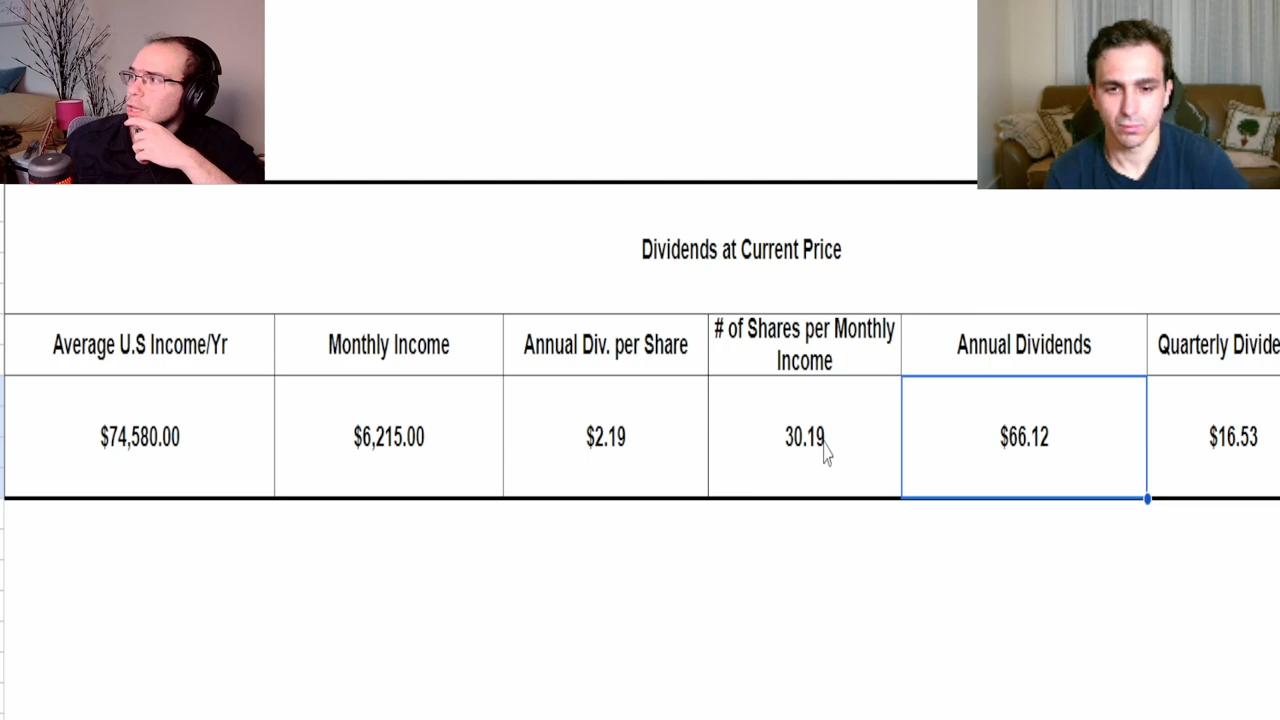 Dividends at Current Price
Average U.S Income/Yr
Monthly Income
Annual Div. per Share
# of Shares per Monthly
Income
Annual Dividends
Quarterly Divide
$74,580.00
$6,215.00
$2.19
30.19
$66.12
$16.53